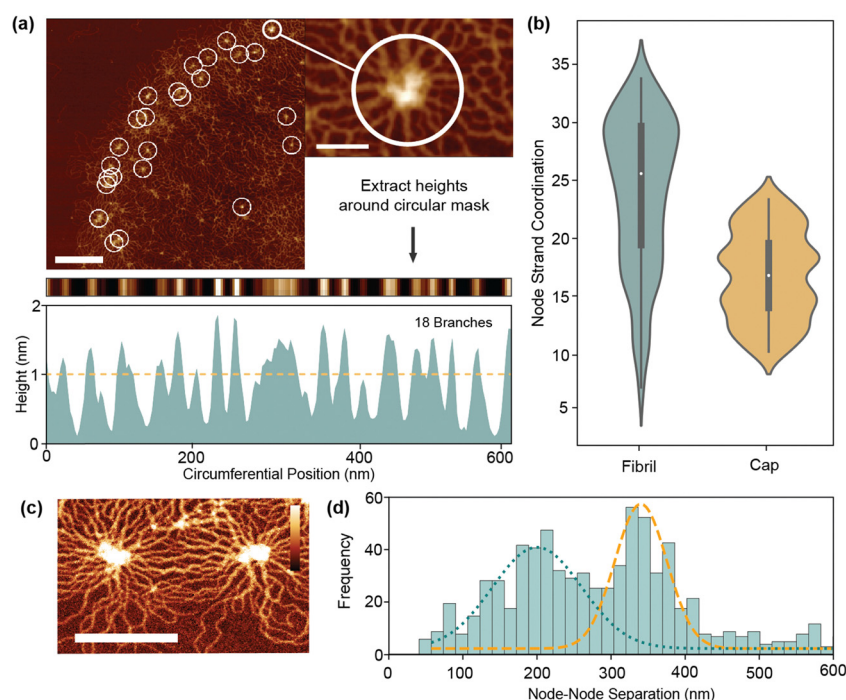 (a)
Extract heights
around circular mask
2
1
0
Height (nm)
18 Branches
0
200
400
600
Circumferential Position (nm)
(b)
35
30
25
20
15
10
5
Node Strand Coordination
Fibril
Cap
(c)
(d)
60
40
20
0
Frequency
0
100
200
300
400
500
600
Node-Node Separation (nm)